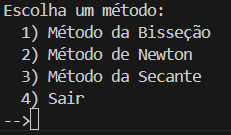 Escolha um método:
1) Método da Bisseção
2) Método de Newton
3) Método da Secante
4) Sair
-->